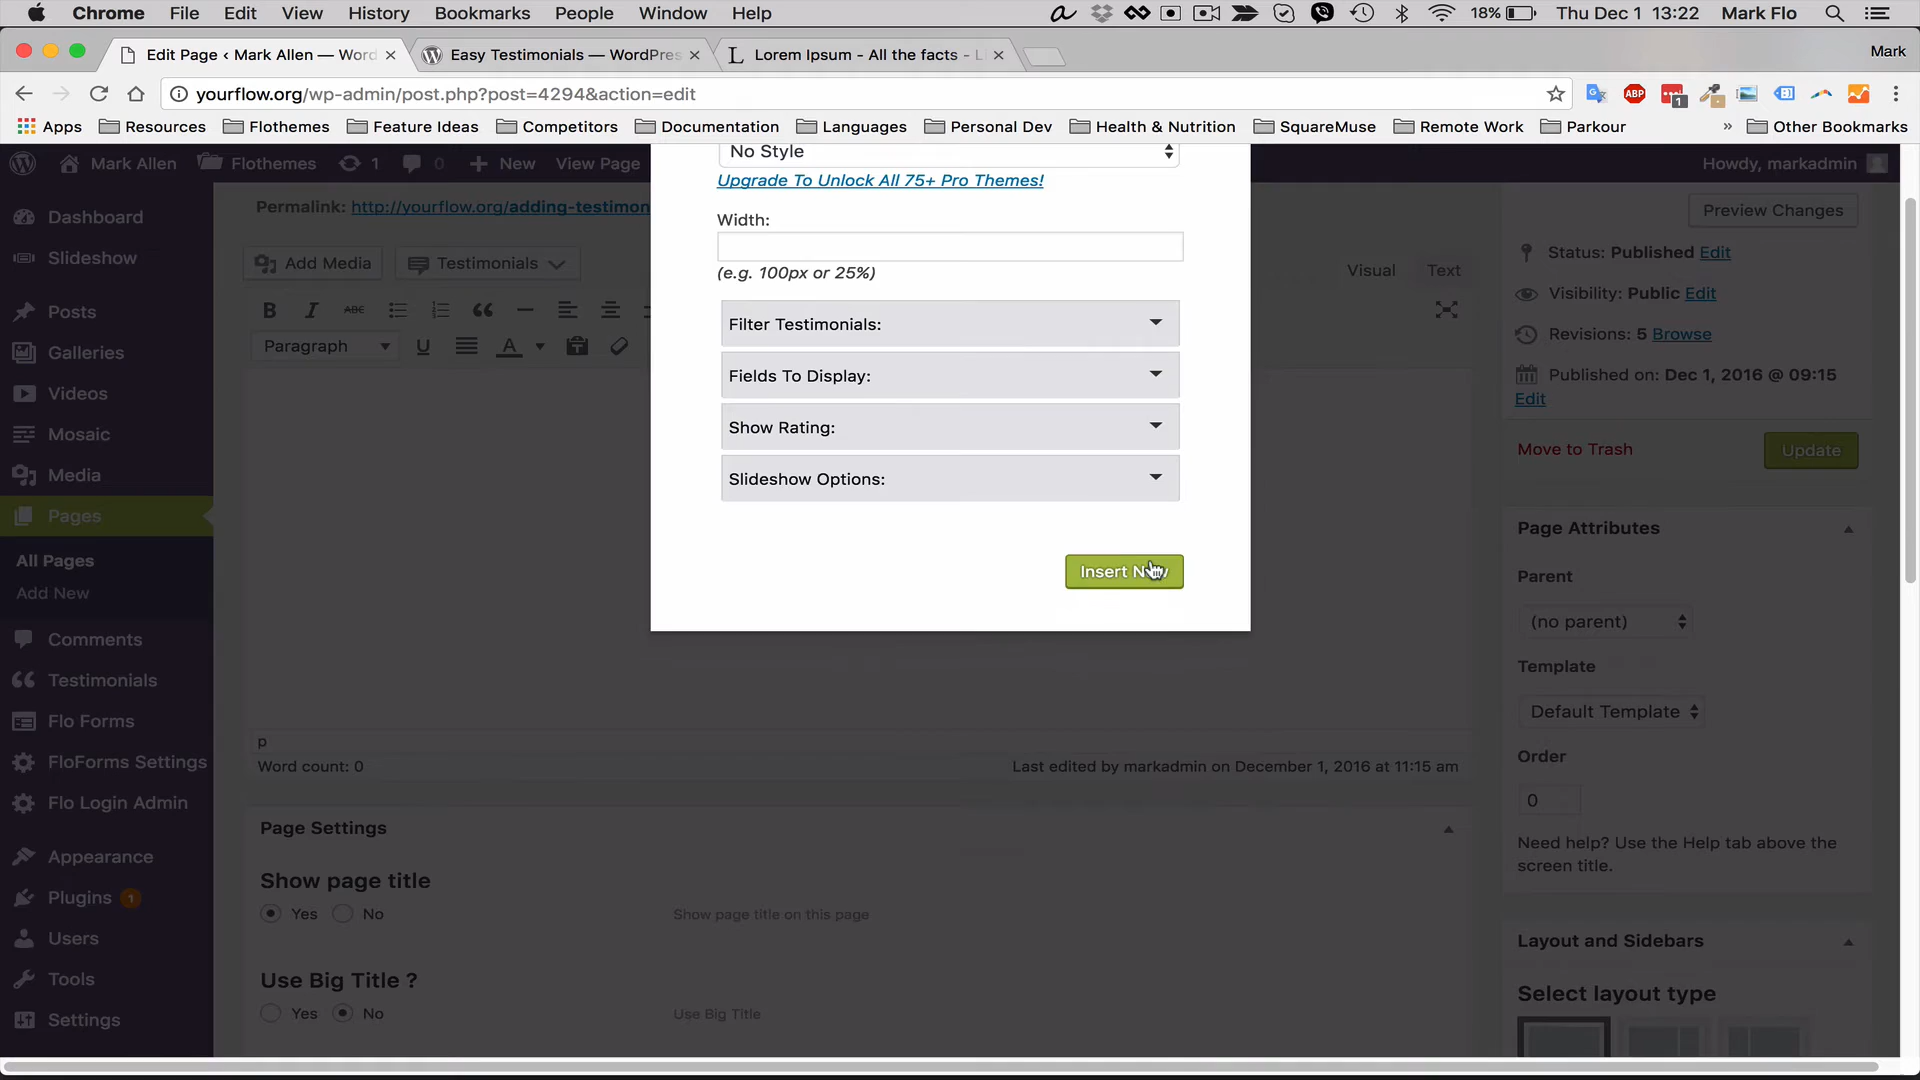 Chrome File Edit View History Bookmarks People Window Help 18% Thu Dec 1 13:22 Mark Flo
Edit Page ‹ Mark Allen — Word
Easy Testimonials — WordPres
Lorem Ipsum - All the facts - L
Mark
yourflow.org/wp-admin/post.php?post=4294&action=edit
ABP
1
Apps Resources Flothemes Feature Ideas Competitors Documentation Languages Personal Dev Health & Nutrition SquareMuse Remote Work Parkour » Other Bookmarks
Mark Allen Flothemes 1 0 New View Page Howdy, markadmin
No Style
Upgrade To Unlock All 75+ Pro Themes!
Width:
(e.g. 100px or 25%)
Filter Testimonials:
Fields To Display:
Show Rating:
Slideshow Options:
Insert Now
Dashboard
Slideshow
Posts
Galleries
Videos
Mosaic
Media
Pages
All Pages
Add New
Comments
Testimonials
Flo Forms
FloForms Settings
Flo Login Admin
Appearance
Plugins 1
Users
Tools
Settings
Permalink: http://yourflow.org/adding-testimon
Add Media Testimonials Visual Text
B I ABC
Paragraph U A
p
Word count: 0 Last edited by markadmin on December 1, 2016 at 11:15 am
Page Settings
Show page title
Yes No Show page title on this page
Use Big Title ?
Yes No Use Big Title
Preview Changes
Status: Published Edit
Visibility: Public Edit
Revisions: 5 Browse
Published on: Dec 1, 2016 @ 09:15
Edit
Move to Trash Update
Page Attributes
Parent
(no parent)
Template
Default Template
Order
0
Need help? Use the Help tab above the
screen title.
Layout and Sidebars
Select layout type